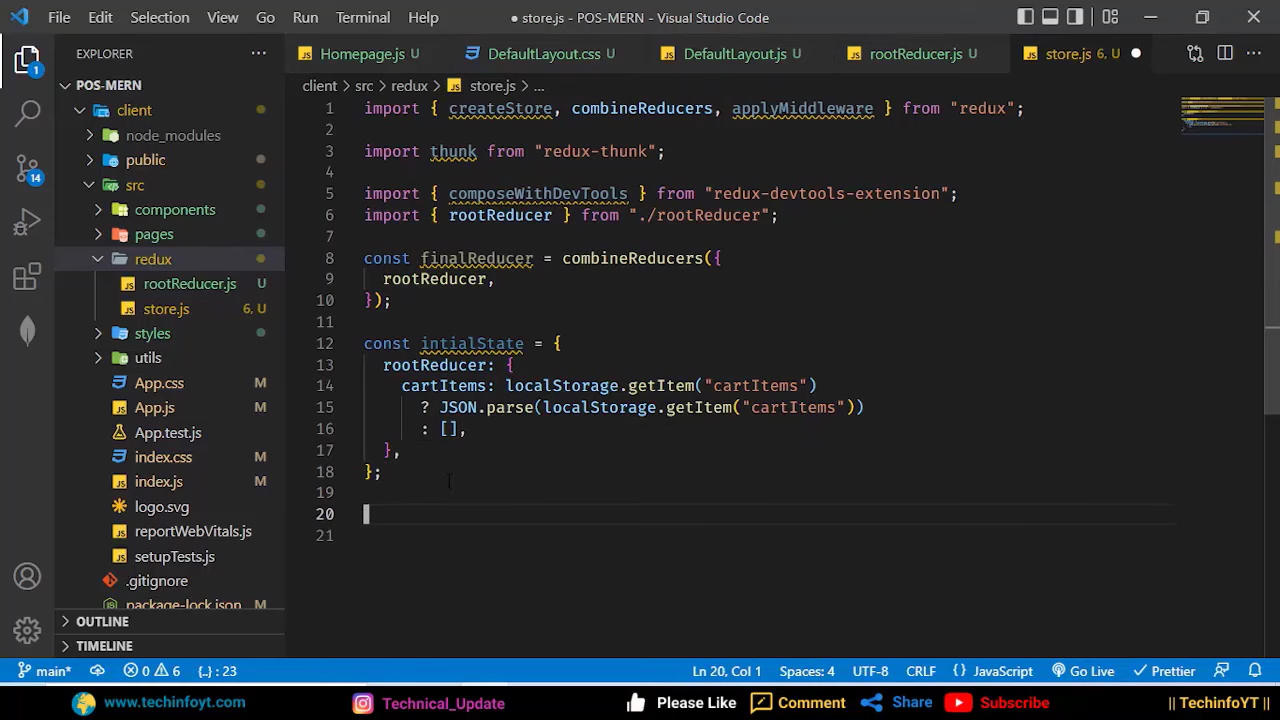 File Edit Selection View Go Run Terminal Help
● store.js - POS-MERN - Visual Studio Code
EXPLORER
Homepage.js U
DefaultLayout.css U
DefaultLayout.js U
rootReducer.js U
store.js 6, U
POS-MERN
client
node_modules
public
src
components
pages
redux
rootReducer.js U
store.js 6, U
styles
utils
App.css M
App.js M
App.test.js
index.css M
index.js M
logo.svg
reportWebVitals.js
setupTests.js
.gitignore
package-lock.json M
OUTLINE
TIMELINE
1
14
client > src > redux > store.js > ...
1 import { createStore, combineReducers, applyMiddleware } from "redux";
2
3 import thunk from "redux-thunk";
4
5 import { composeWithDevTools } from "redux-devtools-extension";
6 import { rootReducer } from "./rootReducer";
7
8 const finalReducer = combineReducers({
9 rootReducer,
10 });
11
12 const intialState = {
13 rootReducer: {
14 cartItems: localStorage.getItem("cartItems")
15 ? JSON.parse(localStorage.getItem("cartItems"))
16 : [],
17 },
18 };
19
20
21
main* 0 6 {..} : 23
Ln 20, Col 1 Spaces: 4 UTF-8 CRLF {} JavaScript Go Live Prettier
www.techinfoyt.com Technical_Update Please Like Comment Share Subscribe || TechinfoYT ||